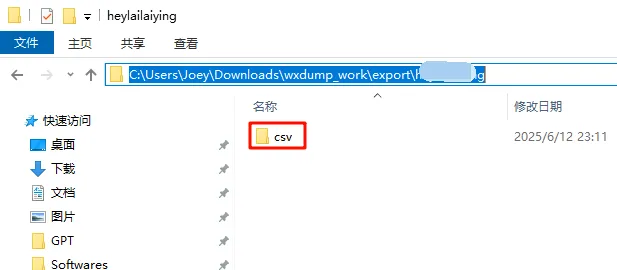 heylailaiying
文件 主页 共享 查看
C:\Users\Joey\Downloads\wxdump_work\export\
名称 修改日期
快速访问
csv 2025/6/12 23:11
桌面
下载
文档
图片
GPT
Softwares